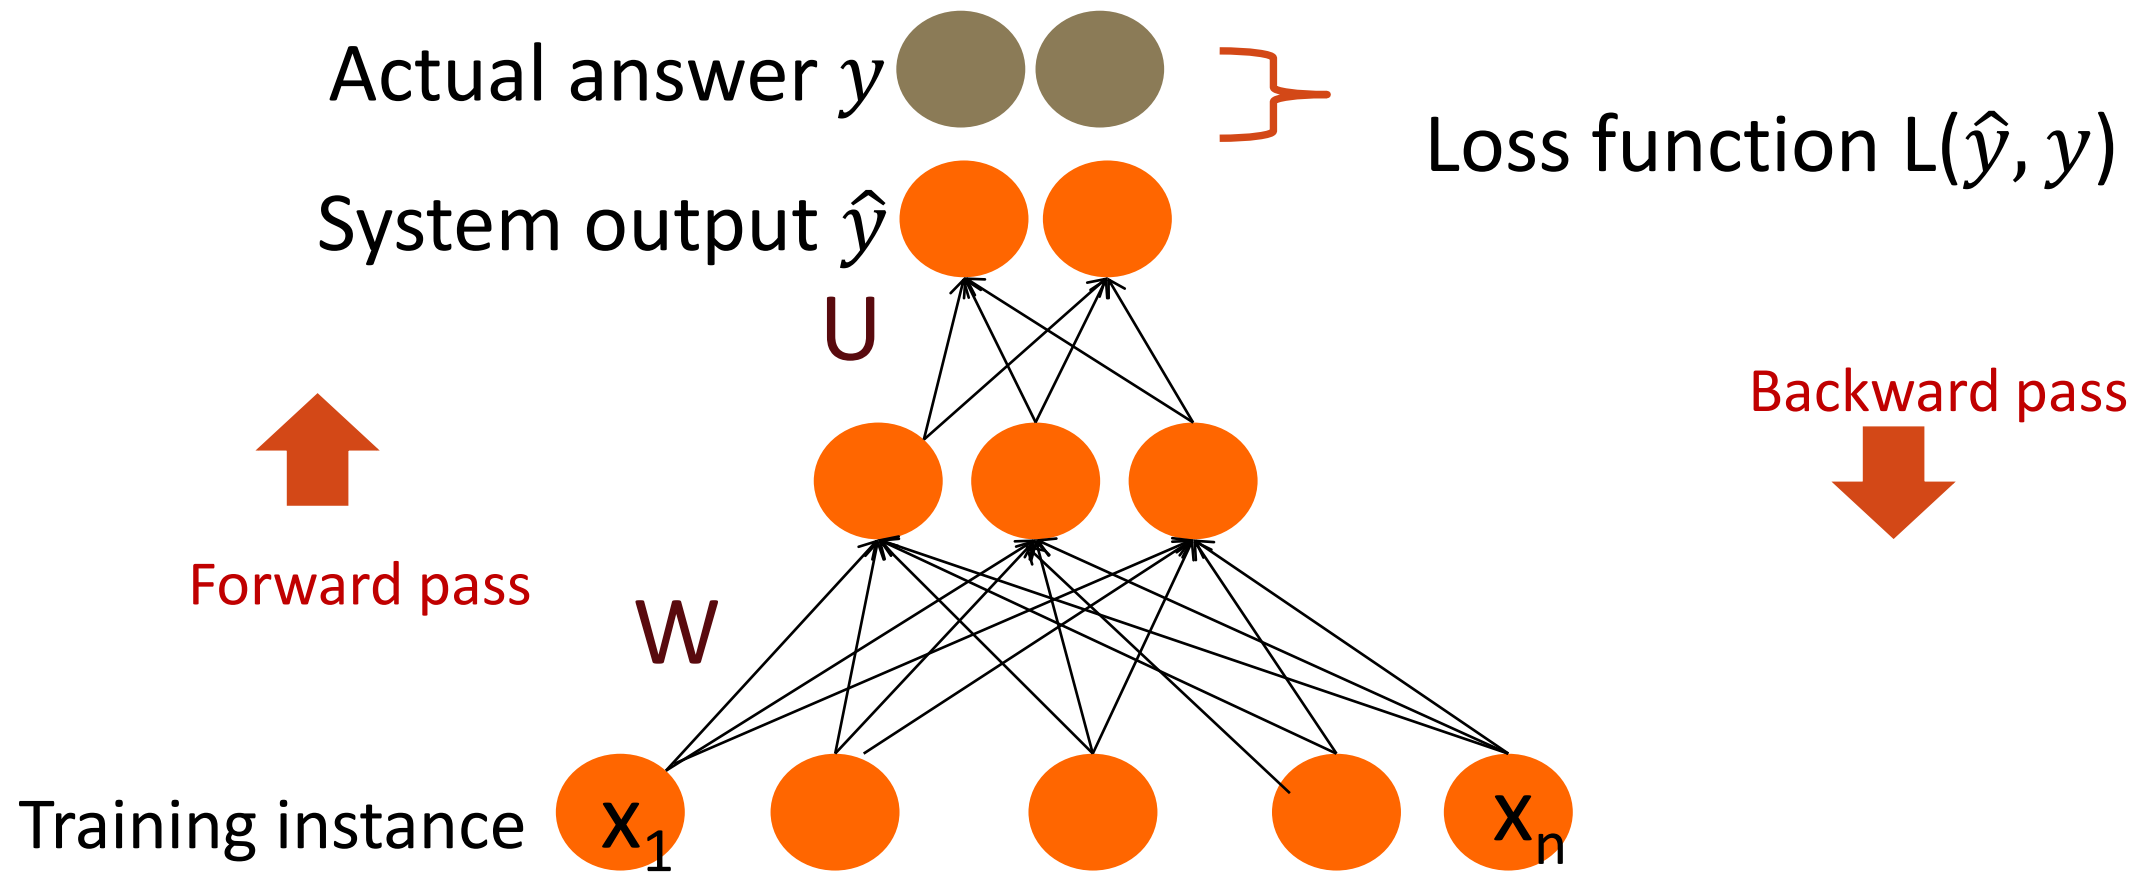 Actual answer y
Loss function L(ŷ, y)
System output ŷ
U
Backward pass
Forward pass
W
Training instance
x₁
xₙ